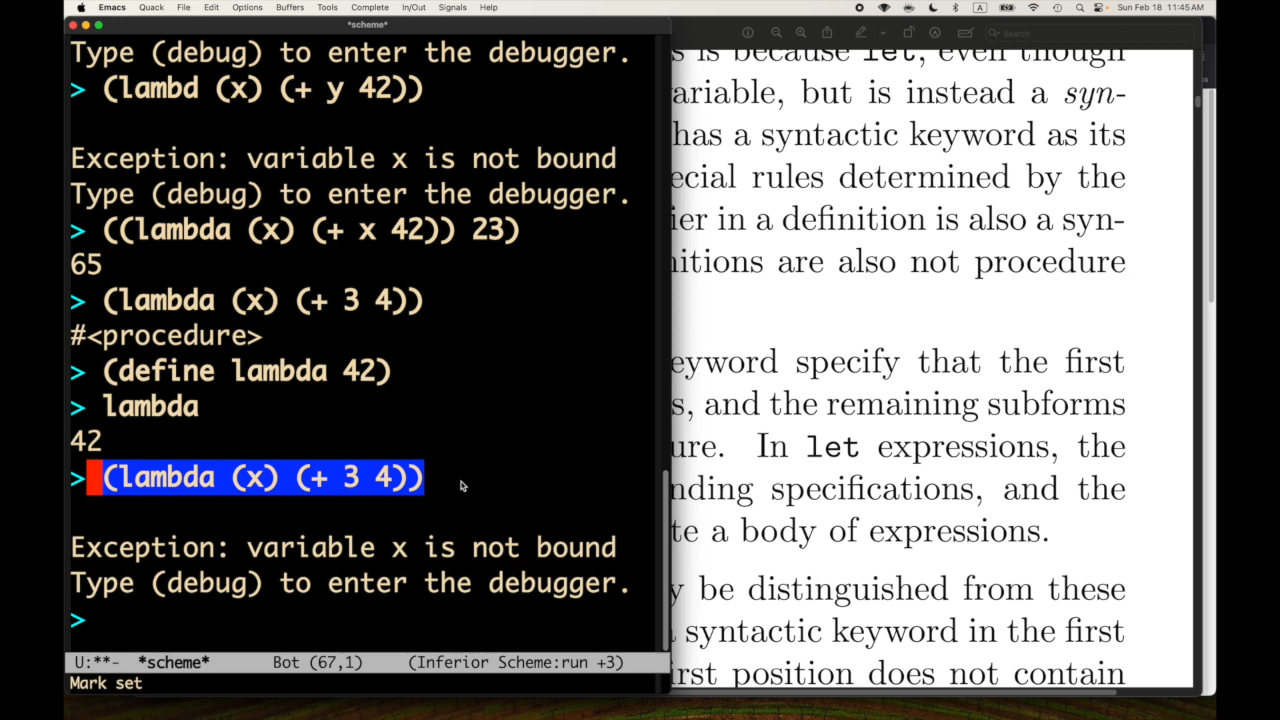 Emacs Quack File Edit Options Buffers Tools Complete In/Out Signals Help
A
Sun Feb 18 11:45 AM
*scheme*
Type (debug) to enter the debugger.
> (lambd (x) (+ y 42))
Exception: variable x is not bound
Type (debug) to enter the debugger.
> ((lambda (x) (+ x 42)) 23)
65
> (lambda (x) (+ 3 4))
#<procedure>
> (define lambda 42)
> lambda
42
> (lambda (x) (+ 3 4))
Exception: variable x is not bound
Type (debug) to enter the debugger.
>
U:**- *scheme* Bot (67,1) (Inferior Scheme:run +3)
Mark set
Search
s is because let, even though
variable, but is instead a syn-
has a syntactic keyword as its
ecial rules determined by the
ier in a definition is also a syn-
nitions are also not procedure
eyword specify that the first
s, and the remaining subforms
ure. In let expressions, the
nding specifications, and the
te a body of expressions.
y be distinguished from these
a syntactic keyword in the first
irst position does not contain